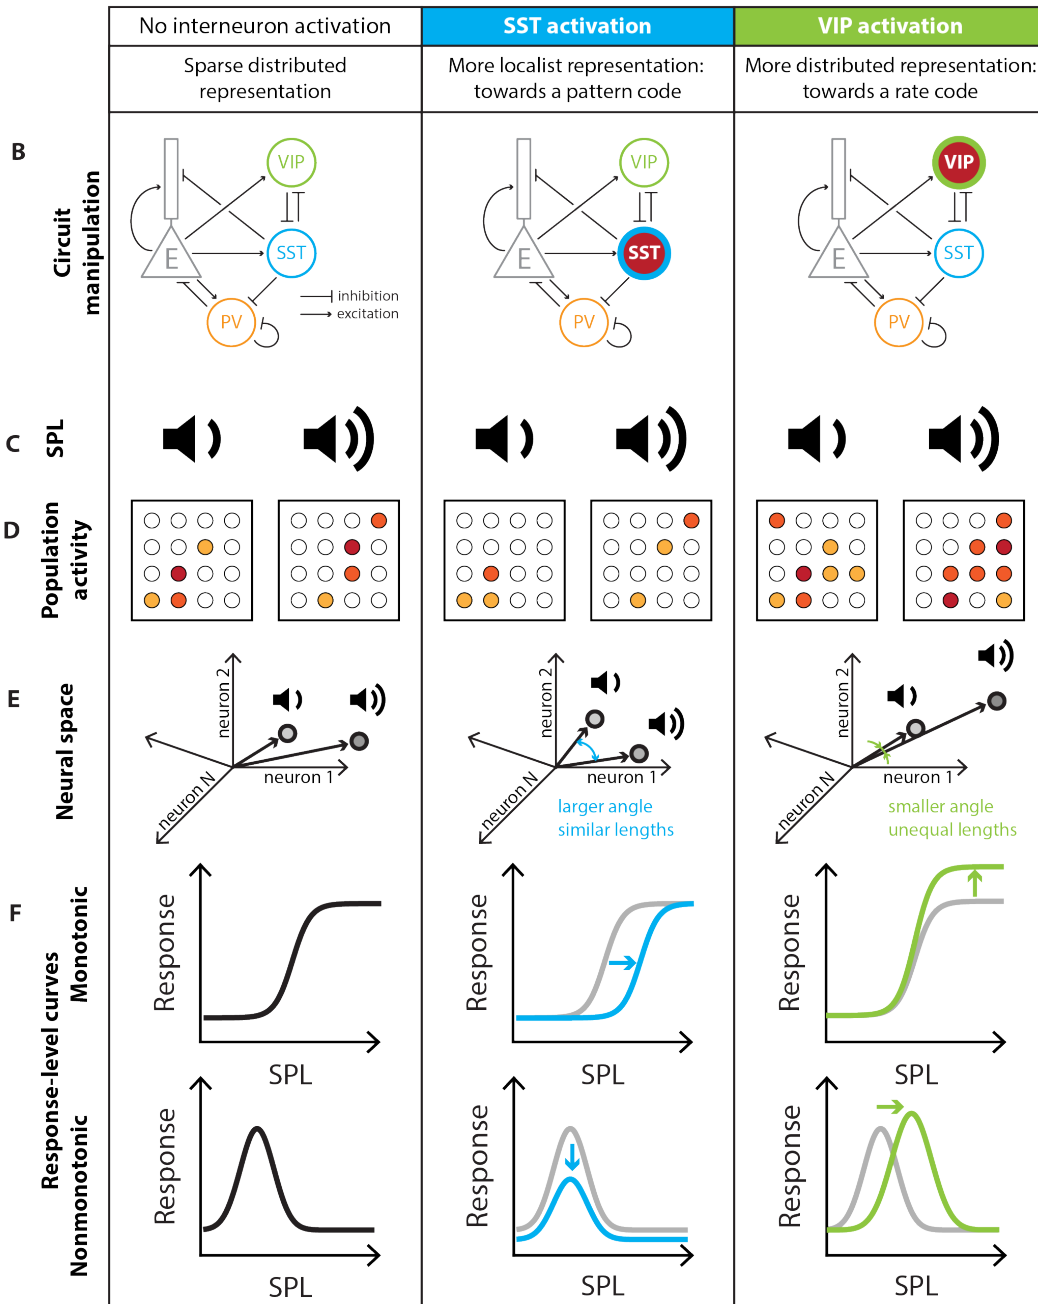 No interneuron activation
SST activation
VIP activation
Sparse distributed
representation
More localist representation:
towards a pattern code
More distributed representation:
towards a rate code
B
Circuit
manipulation
VIP
E
SST
PV
inhibition
excitation
VIP
E
SST
PV
VIP
E
SST
PV
C
SPL
D
Population
activity
E
Neural space
neuron 2
neuron 1
neuron N
neuron 2
neuron 1
neuron N
larger angle
similar lengths
neuron 2
neuron 1
neuron N
smaller angle
unequal lengths
F
Response-level curves
Monotonic
Response
SPL
Response
SPL
Response
SPL
Nonmonotonic
Response
SPL
Response
SPL
Response
SPL